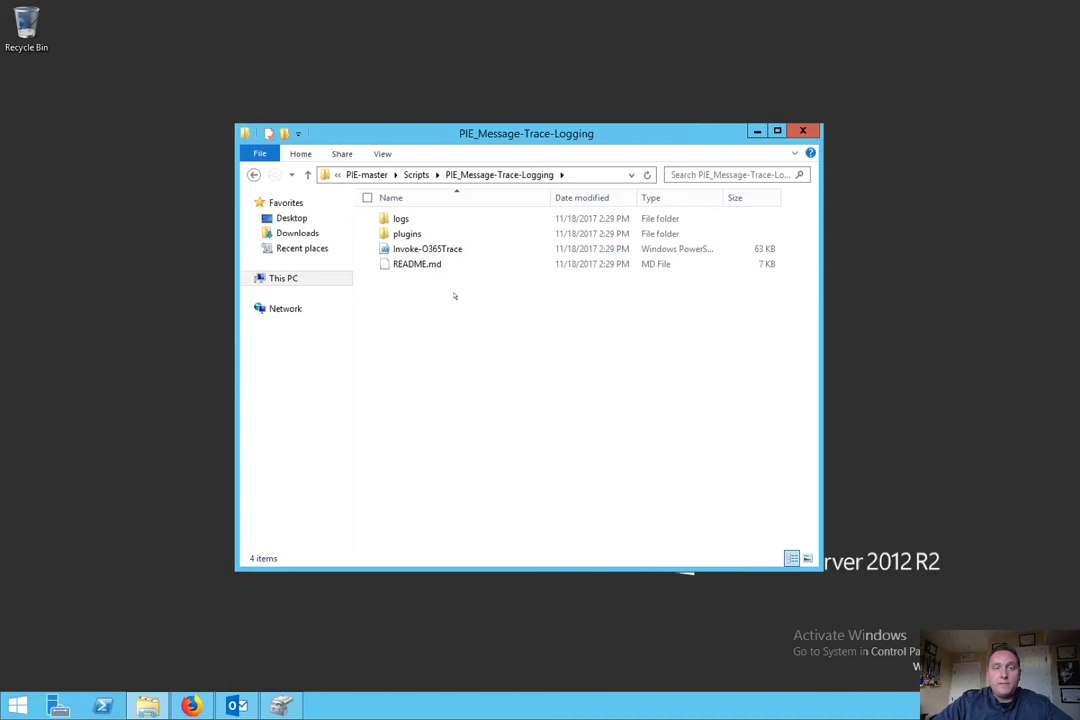 Recycle Bin
PIE_Message-Trace-Logging
File Home Share View
« PIE-master Scripts PIE_Message-Trace-Logging Search PIE_Message-Trace-Lo...
Name Date modified Type Size
Favorites
Desktop
Downloads
Recent places
This PC
Network
logs 11/18/2017 2:29 PM File folder
plugins 11/18/2017 2:29 PM File folder
Invoke-O365Trace 11/18/2017 2:29 PM Windows PowerS... 63 KB
README.md 11/18/2017 2:29 PM MD File 7 KB
4 items
rver 2012 R2
Activate Windows
Go to System in Control Pa
W